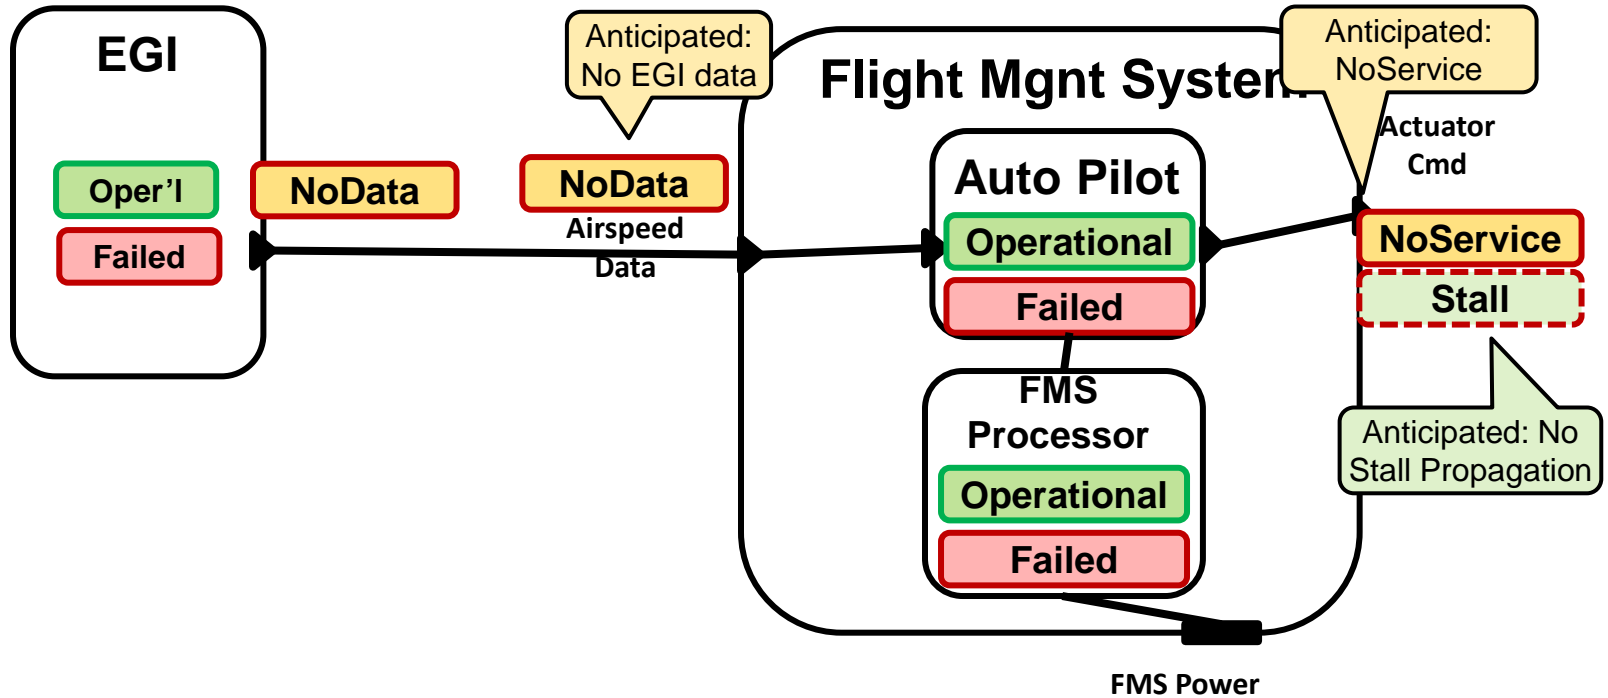 EGI
Oper'l
Failed
NoData
Anticipated:
No EGI data
NoData
Airspeed
Data
Flight Mgnt System
Anticipated:
NoService
Actuator
Cmd
Auto Pilot
Operational
Failed
NoService
Stall
Anticipated: No
Stall Propagation
FMS
Processor
Operational
Failed
FMS Power